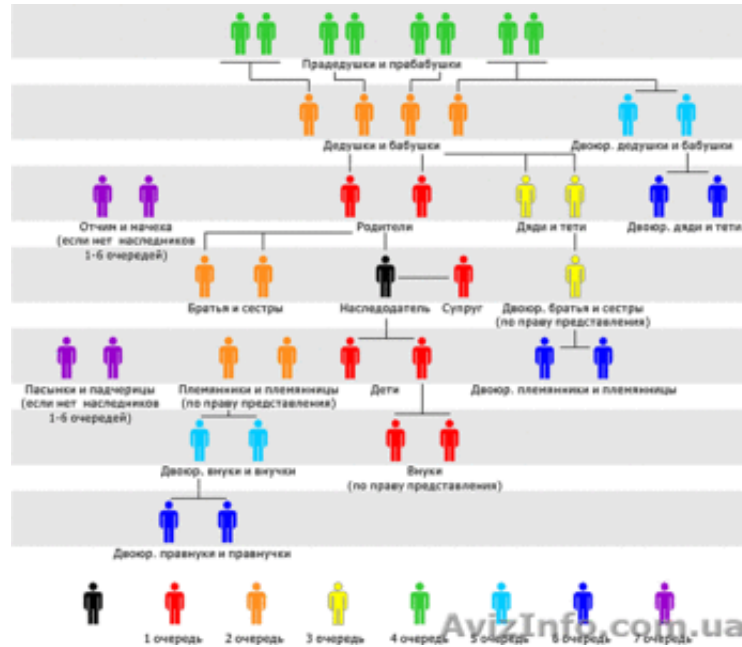 Прадедушки и прабабушки
Дедушки и бабушки
Двоюр. дедушки и бабушки
Отчим и мачеха
(если нет наследников
1-6 очередей)
Родители
Дяди и тети
Двоюр. дяди и тети
Братья и сестры
Наследодатель
Супруг
Двоюр. братья и сестры
(по праву представления)
Пасынки и падчерицы
(если нет наследников
1-6 очередей)
Племянники и племянницы
(по праву представления)
Дети
Двоюр. племянники и племянницы
Двоюр. внуки и внучки
Внуки
(по праву представления)
Двоюр. правнуки и правнучки
1 очередь
2 очередь
3 очередь
4 очередь
5 очередь
6 очередь
7 очередь
AvizInfo.com.ua